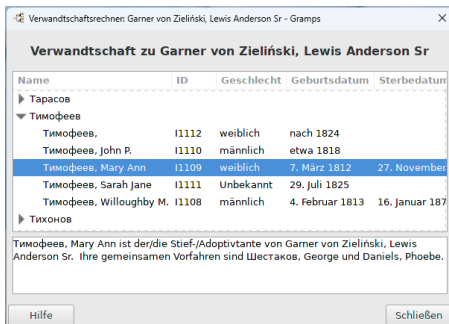 Verwandtschaftsrechner: Garner von Zieliński, Lewis Anderson Sr - Gramps
Verwandtschaft zu Garner von Zieliński, Lewis Anderson Sr
Name ID Geschlecht Geburtsdatum Sterbedatum
Тарасов
Тимофеев
Тимофеев, I1112 weiblich nach 1824
Тимофеев, John P. I1110 männlich etwa 1818
Тимофеев, Mary Ann I1109 weiblich 7. März 1812 27. November
Тимофеев, Sarah Jane I1111 Unbekannt 29. Juli 1825
Тимофеев, Willoughby M. I1108 männlich 4. Februar 1813 16. Januar 187
Тихонов
Тимофеев, Mary Ann ist der/die Stief-/Adoptivtante von Garner von Zieliński, Lewis
Anderson Sr. Ihre gemeinsamen Vorfahren sind Шестаков, George und Daniels, Phoebe.
Hilfe Schließen